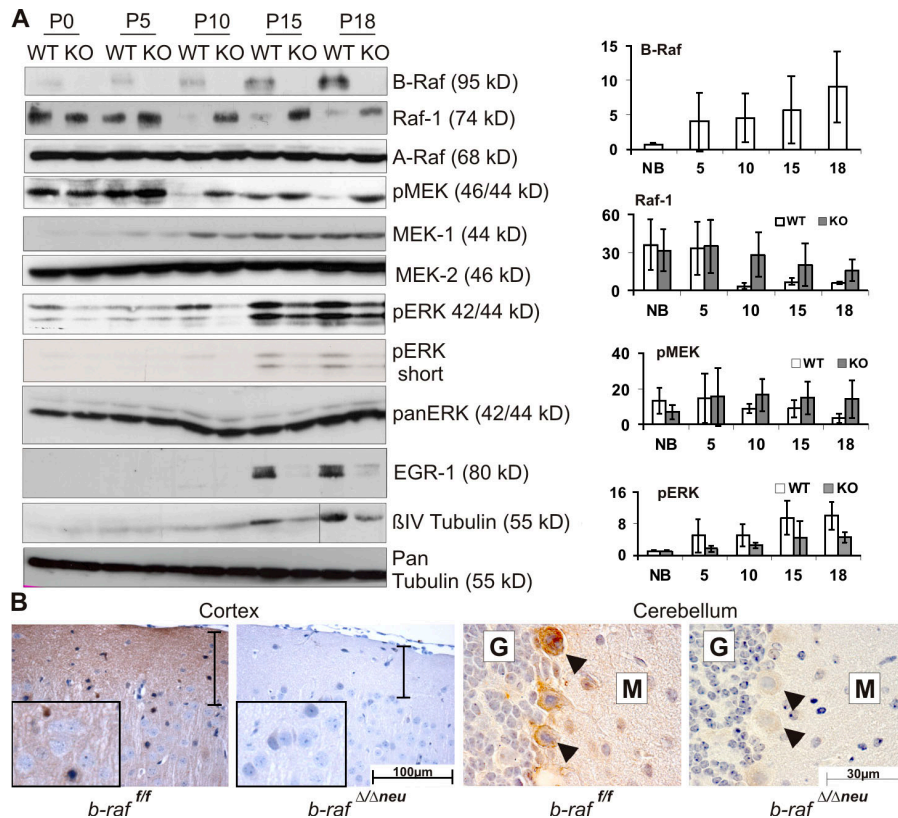 A
P0 P5 P10 P15 P18
WT KO WT KO WT KO WT KO WT KO
B-Raf (95 kD)
Raf-1 (74 kD)
A-Raf (68 kD)
pMEK (46/44 kD)
MEK-1 (44 kD)
MEK-2 (46 kD)
pERK 42/44 kD)
pERK
short
panERK (42/44 kD)
EGR-1 (80 kD)
ßIV Tubulin (55 kD)
Pan
Tubulin (55 kD)
B-Raf
15
10
5
0
NB 5 10 15 18
Raf-1
WT KO
60
30
0
NB 5 10 15 18
pMEK
WT KO
40
20
0
NB 5 10 15 18
pERK
WT KO
16
8
0
NB 5 10 15 18
B
Cortex
Cerebellum
G
M
G
M
100µm
30µm
b-raf f/f
b-raf Δ/Δneu
b-raf f/f
b-raf Δ/Δneu